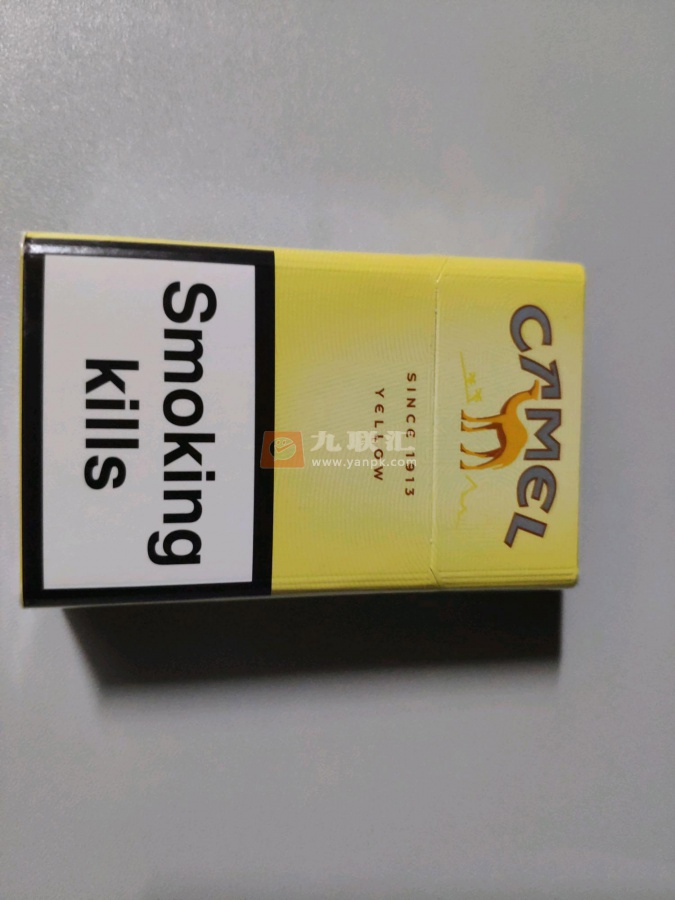 CAMEL
SINCE 1913
YELLOW
Smoking
kills
九联汇
www.yanpk.com